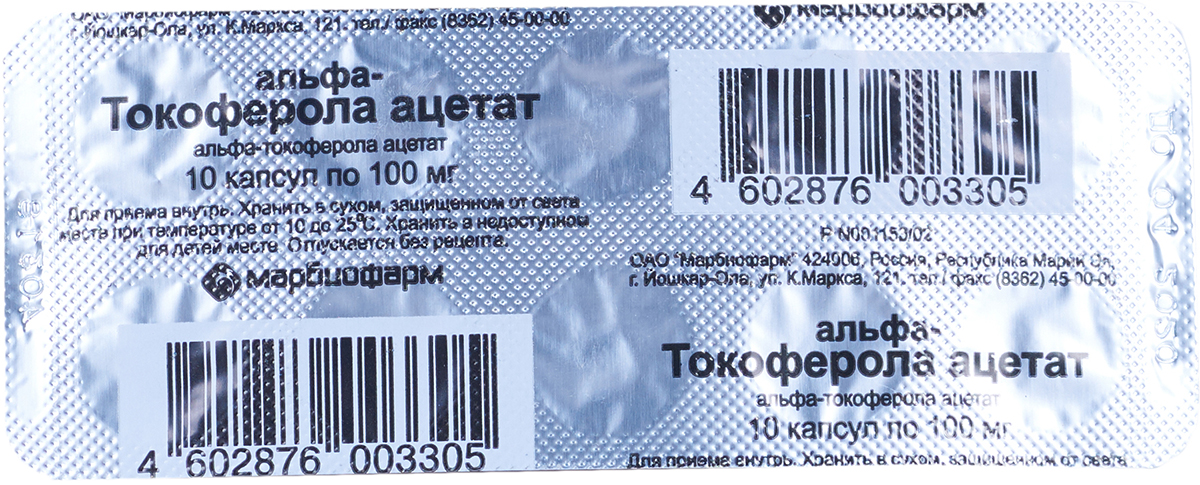 г. Йошкар-Ола, ул. К.Маркса, 121. тел./ факс (8362) 45-00-00
альфа-
Токоферола ацетат
альфа-токоферола ацетат
10 капсул по 100 мг
Для приема внутрь. Хранить в сухом, защищенном от света
месте при температуре от 10 до 25°С. Хранить в недоступном
для детей месте. Отпускается без рецепта.
марбиофарм
4 602876 003305
марбиофарм
4 602876 003305
Р N001153/02
ОАО "Марбиофарм" 424006, Россия, Республика Марий Эл,
г. Йошкар-Ола, ул. К.Маркса, 121. тел./ факс (8362) 45-00-00
альфа-
Токоферола ацетат
альфа-токоферола ацетат
10 капсул по 100 мг
Для приема внутрь. Хранить в сухом, защищенном от света